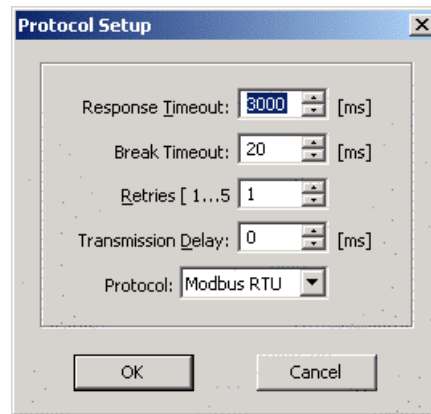 Protocol Setup
Response Timeout: 3000 [ms]
Break Timeout: 20 [ms]
Retries [ 1...5 1
Transmission Delay: 0 [ms]
Protocol: Modbus RTU
OK Cancel